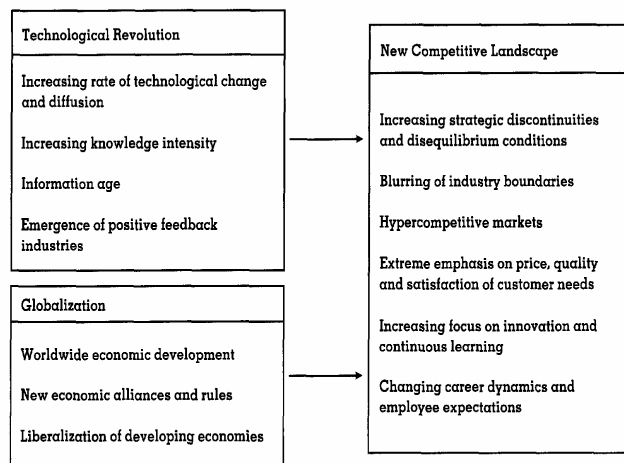 Technological Revolution
Increasing rate of technological change
and diffusion
Increasing knowledge intensity
Information age
Emergence of positive feedback
industries
Globalization
Worldwide economic development
New economic alliances and rules
Liberalization of developing economies
New Competitive Landscape
Increasing strategic discontinuities
and disequilibrium conditions
Blurring of industry boundaries
Hypercompetitive markets
Extreme emphasis on price, quality
and satisfaction of customer needs
Increasing focus on innovation and
continuous learning
Changing career dynamics and
employee expectations